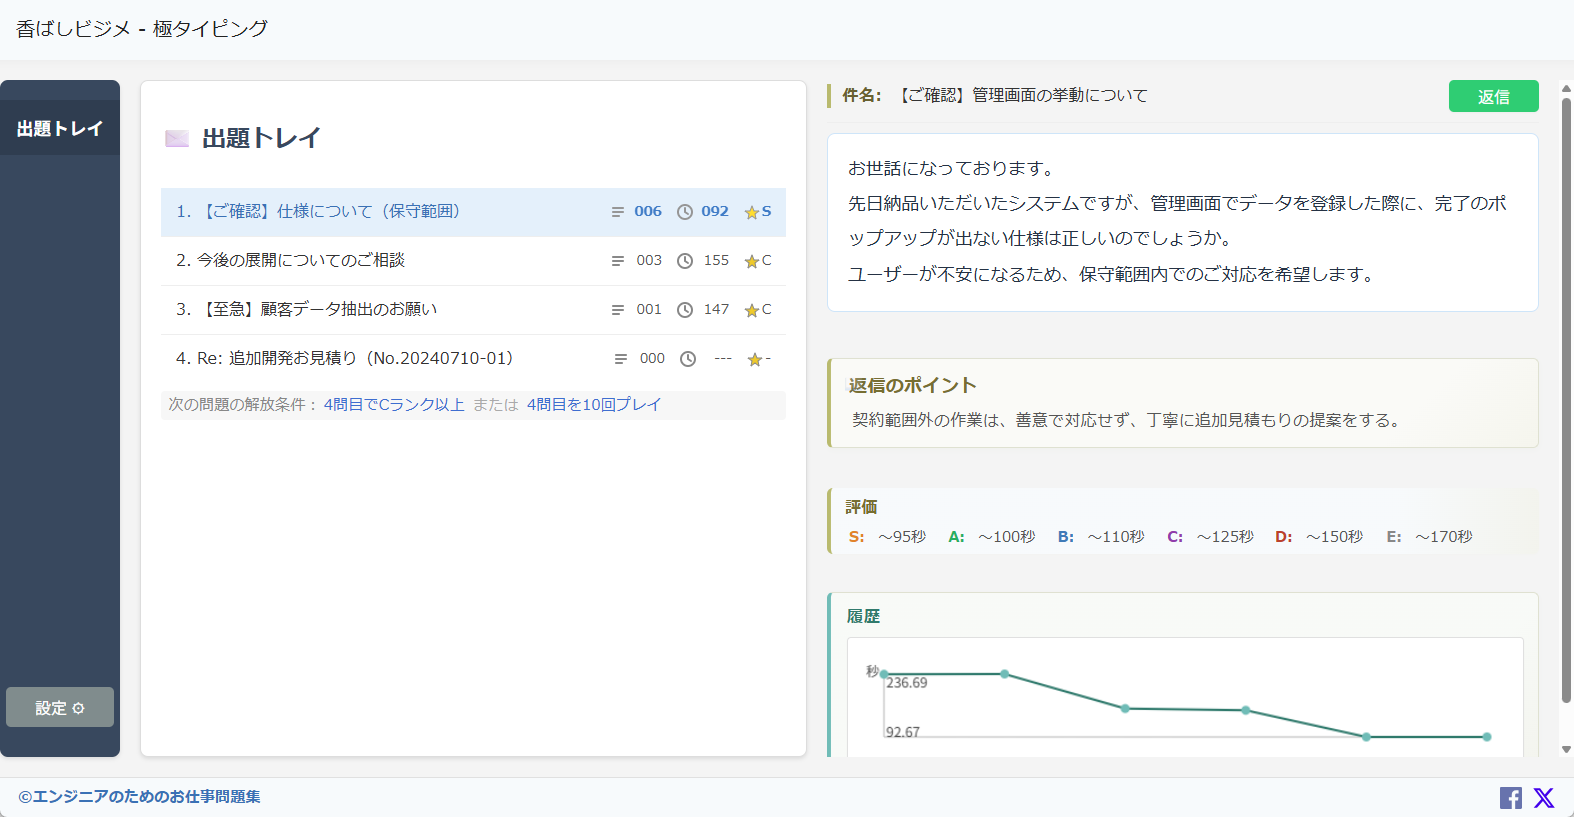 香ばしビジメ - 極タイピング
出題トレイ
設定 ⚙
出題トレイ
1. 【ご確認】仕様について（保守範囲） 006 092 S
2. 今後の展開についてのご相談 003 155 C
3. 【至急】顧客データ抽出のお願い 001 147 C
4. Re: 追加開発お見積り（No.20240710-01） 000 --- -
次の問題の解放条件： 4問目でCランク以上 または 4問目を10回プレイ
件名: 【ご確認】管理画面の挙動について
返信
お世話になっております。
先日納品いただいたシステムですが、管理画面でデータを登録した際に、完了のポ
ップアップが出ない仕様は正しいのでしょうか。
ユーザーが不安になるため、保守範囲内でのご対応を希望します。
返信のポイント
契約範囲外の作業は、善意で対応せず、丁寧に追加見積もりの提案をする。
評価
S: ～95秒 A: ～100秒 B: ～110秒 C: ～125秒 D: ～150秒 E: ～170秒
履歴
秒
236.69
92.67
©エンジニアのためのお仕事問題集